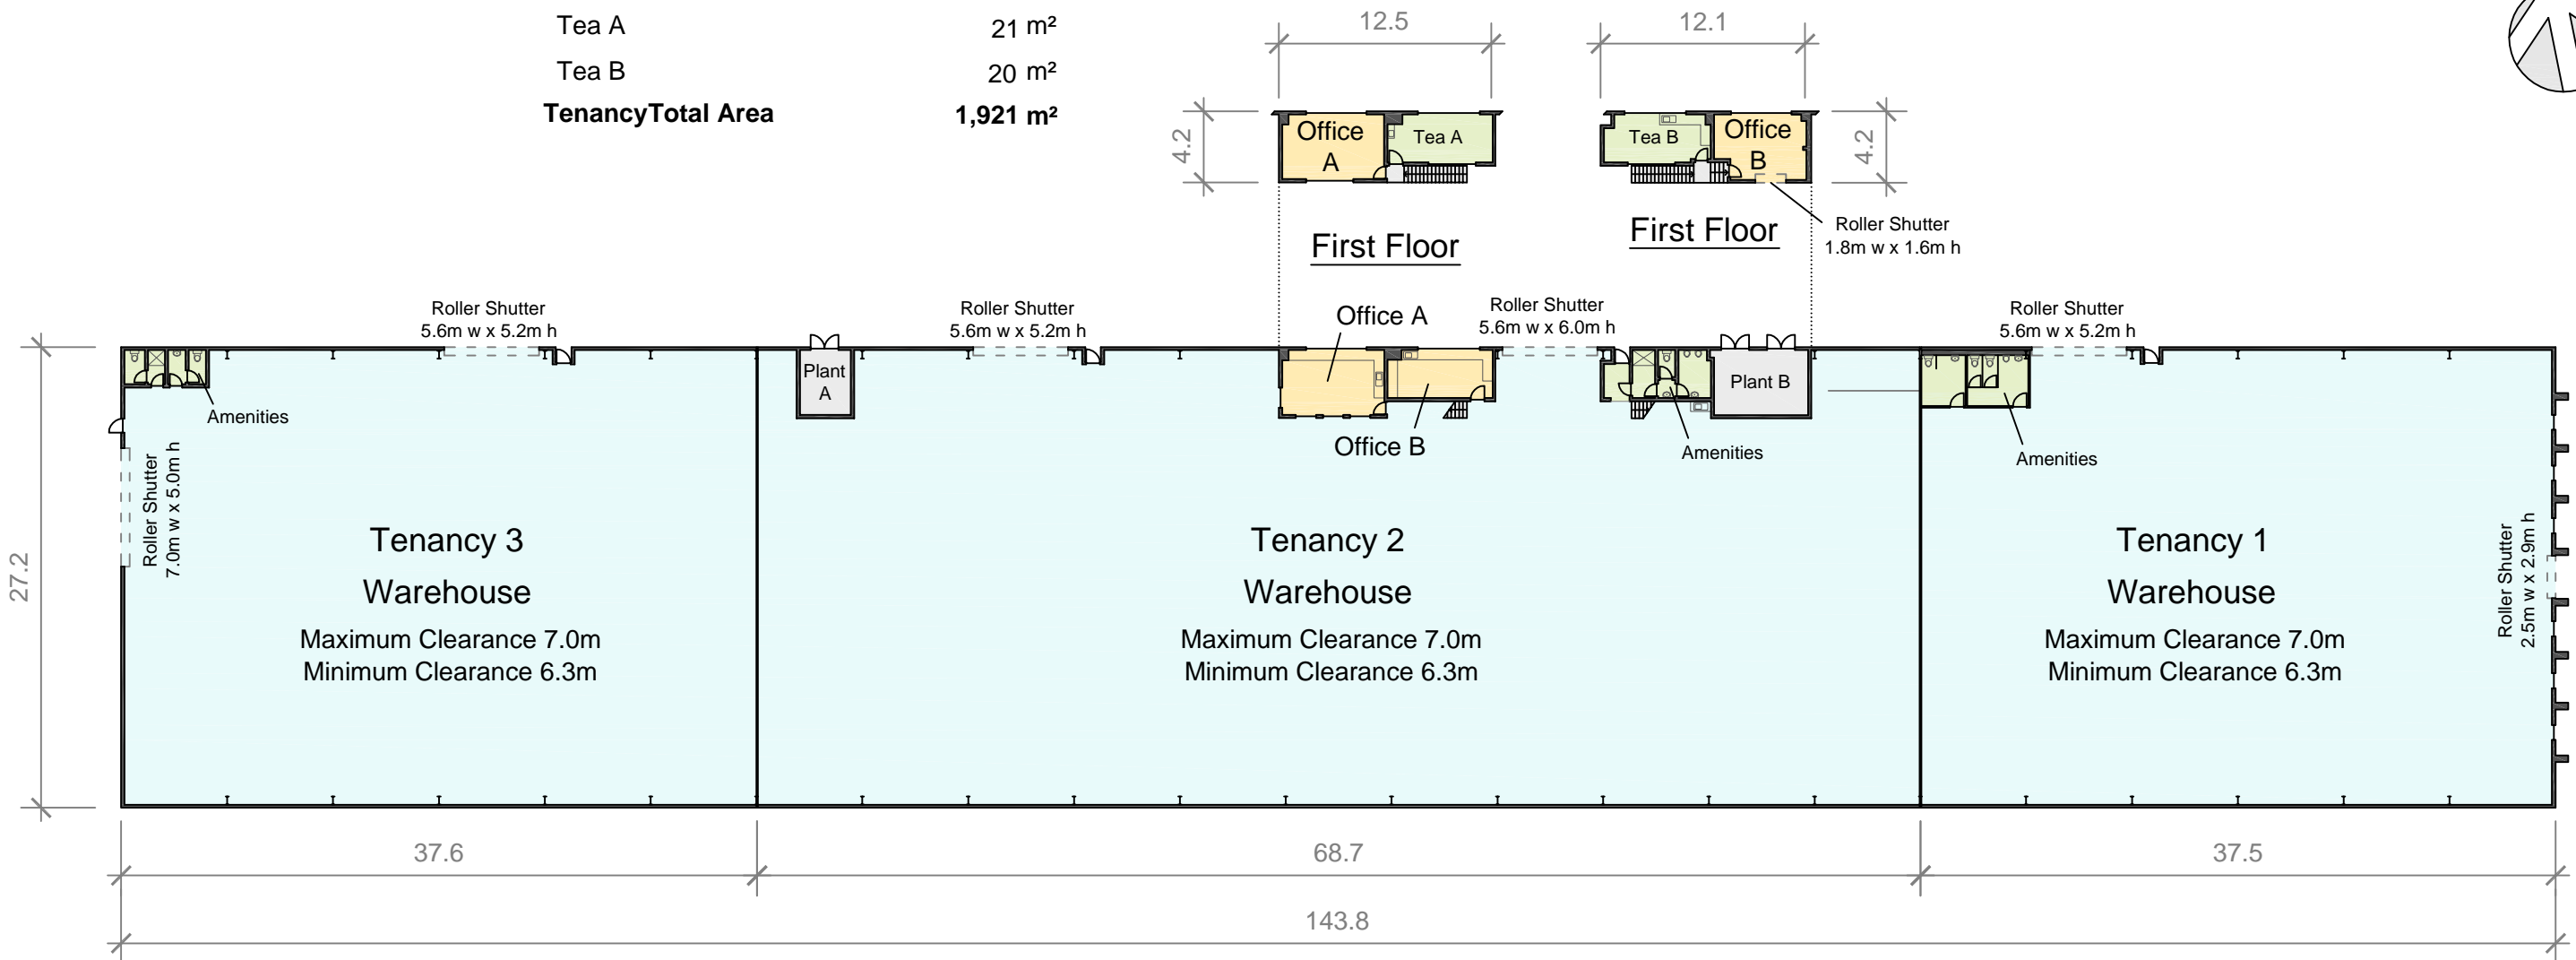 Tea A 21 m²
Tea B 20 m²
TenancyTotal Area 1,921 m²
12.5
12.1
4.2
Office
A
Tea A
Tea B
Office
B
4.2
First Floor
First Floor
Roller Shutter
1.8m w x 1.6m h
Roller Shutter
5.6m w x 5.2m h
Roller Shutter
5.6m w x 5.2m h
Office A
Roller Shutter
5.6m w x 6.0m h
Roller Shutter
5.6m w x 5.2m h
Plant
A
Plant B
Amenities
Office B
Amenities
Amenities
Roller Shutter
7.0m w x 5.0m h
27.2
Tenancy 3
Warehouse
Maximum Clearance 7.0m
Minimum Clearance 6.3m
Tenancy 2
Warehouse
Maximum Clearance 7.0m
Minimum Clearance 6.3m
Tenancy 1
Warehouse
Maximum Clearance 7.0m
Minimum Clearance 6.3m
Roller Shutter
2.5m w x 2.9m h
37.6
68.7
37.5
143.8